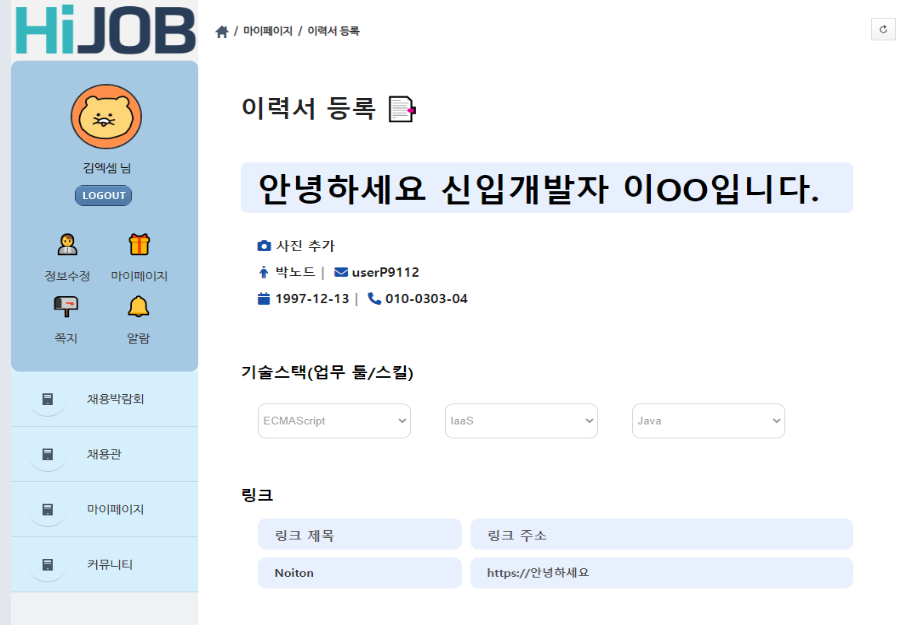 HiJOB
/ 마이페이지 / 이력서 등록
김엑셈 님
LOGOUT
정보수정 마이페이지
쪽지 알람
채용박람회
채용관
마이페이지
커뮤니티
이력서 등록
안녕하세요 신입개발자 이OO입니다.
사진 추가
박노드 | userP9112
1997-12-13 | 010-0303-04
기술스택(업무 툴/스킬)
ECMAScript IaaS Java
링크
링크 제목 링크 주소
Noiton https://안녕하세요